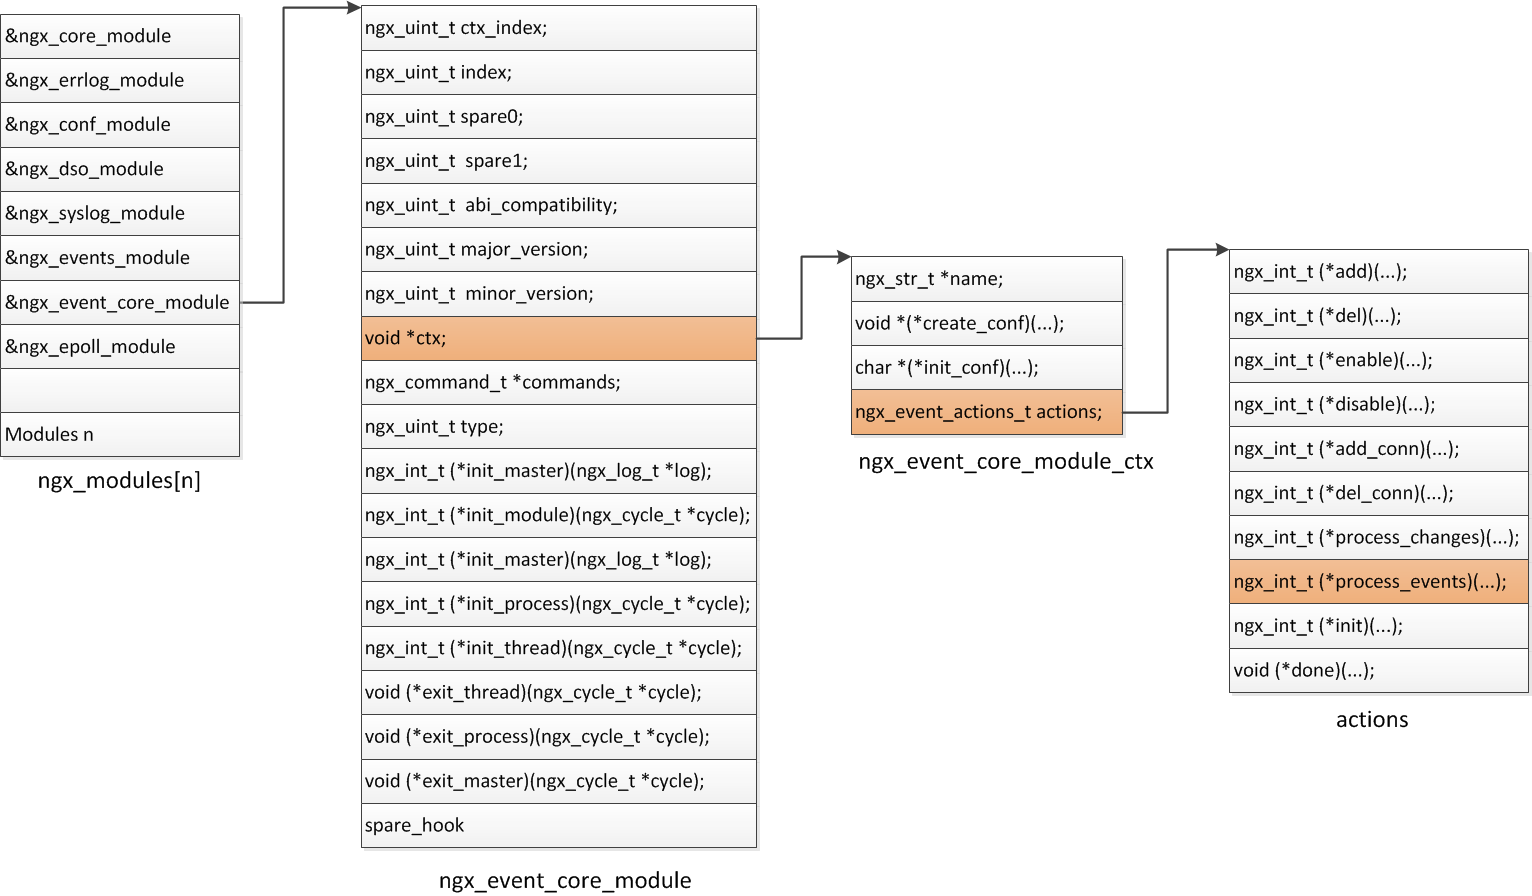 &ngx_core_module
&ngx_errlog_module
&ngx_conf_module
&ngx_dso_module
&ngx_syslog_module
&ngx_events_module
&ngx_event_core_module
&ngx_epoll_module
Modules n
ngx_modules[n]
ngx_uint_t ctx_index;
ngx_uint_t index;
ngx_uint_t spare0;
ngx_uint_t  spare1;
ngx_uint_t  abi_compatibility;
ngx_uint_t major_version;
ngx_uint_t  minor_version;
void *ctx;
ngx_command_t *commands;
ngx_uint_t type;
ngx_int_t (*init_master)(ngx_log_t *log);
ngx_int_t (*init_module)(ngx_cycle_t *cycle);
ngx_int_t (*init_master)(ngx_log_t *log);
ngx_int_t (*init_process)(ngx_cycle_t *cycle);
ngx_int_t (*init_thread)(ngx_cycle_t *cycle);
void (*exit_thread)(ngx_cycle_t *cycle);
void (*exit_process)(ngx_cycle_t *cycle);
void (*exit_master)(ngx_cycle_t *cycle);
spare_hook
ngx_event_core_module
ngx_str_t *name;
void *(*create_conf)(...);
char *(*init_conf)(...);
ngx_event_actions_t actions;
ngx_event_core_module_ctx
ngx_int_t (*add)(...);
ngx_int_t (*del)(...);
ngx_int_t (*enable)(...);
ngx_int_t (*disable)(...);
ngx_int_t (*add_conn)(...);
ngx_int_t (*del_conn)(...);
ngx_int_t (*process_changes)(...);
ngx_int_t (*process_events)(...);
ngx_int_t (*init)(...);
void (*done)(...);
actions